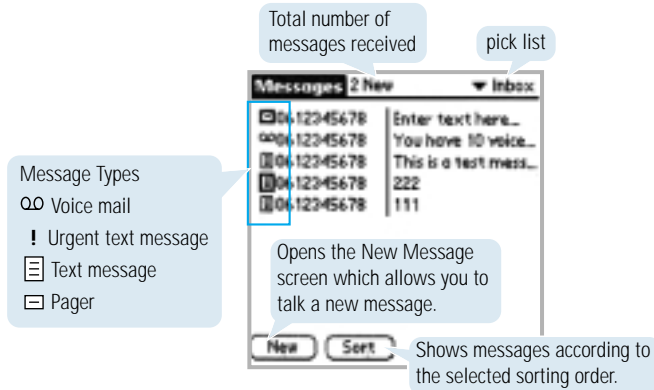 Total number of
messages received
pick list
Messages 2 New Inbox
0612345678 Enter text here...
0612345678 You have 10 voice...
0612345678 This is a test mess...
0612345678 222
0612345678 111
Message Types
Voice mail
! Urgent text message
Text message
Pager
Opens the New Message
screen which allows you to
talk a new message.
New Sort
Shows messages according to
the selected sorting order.